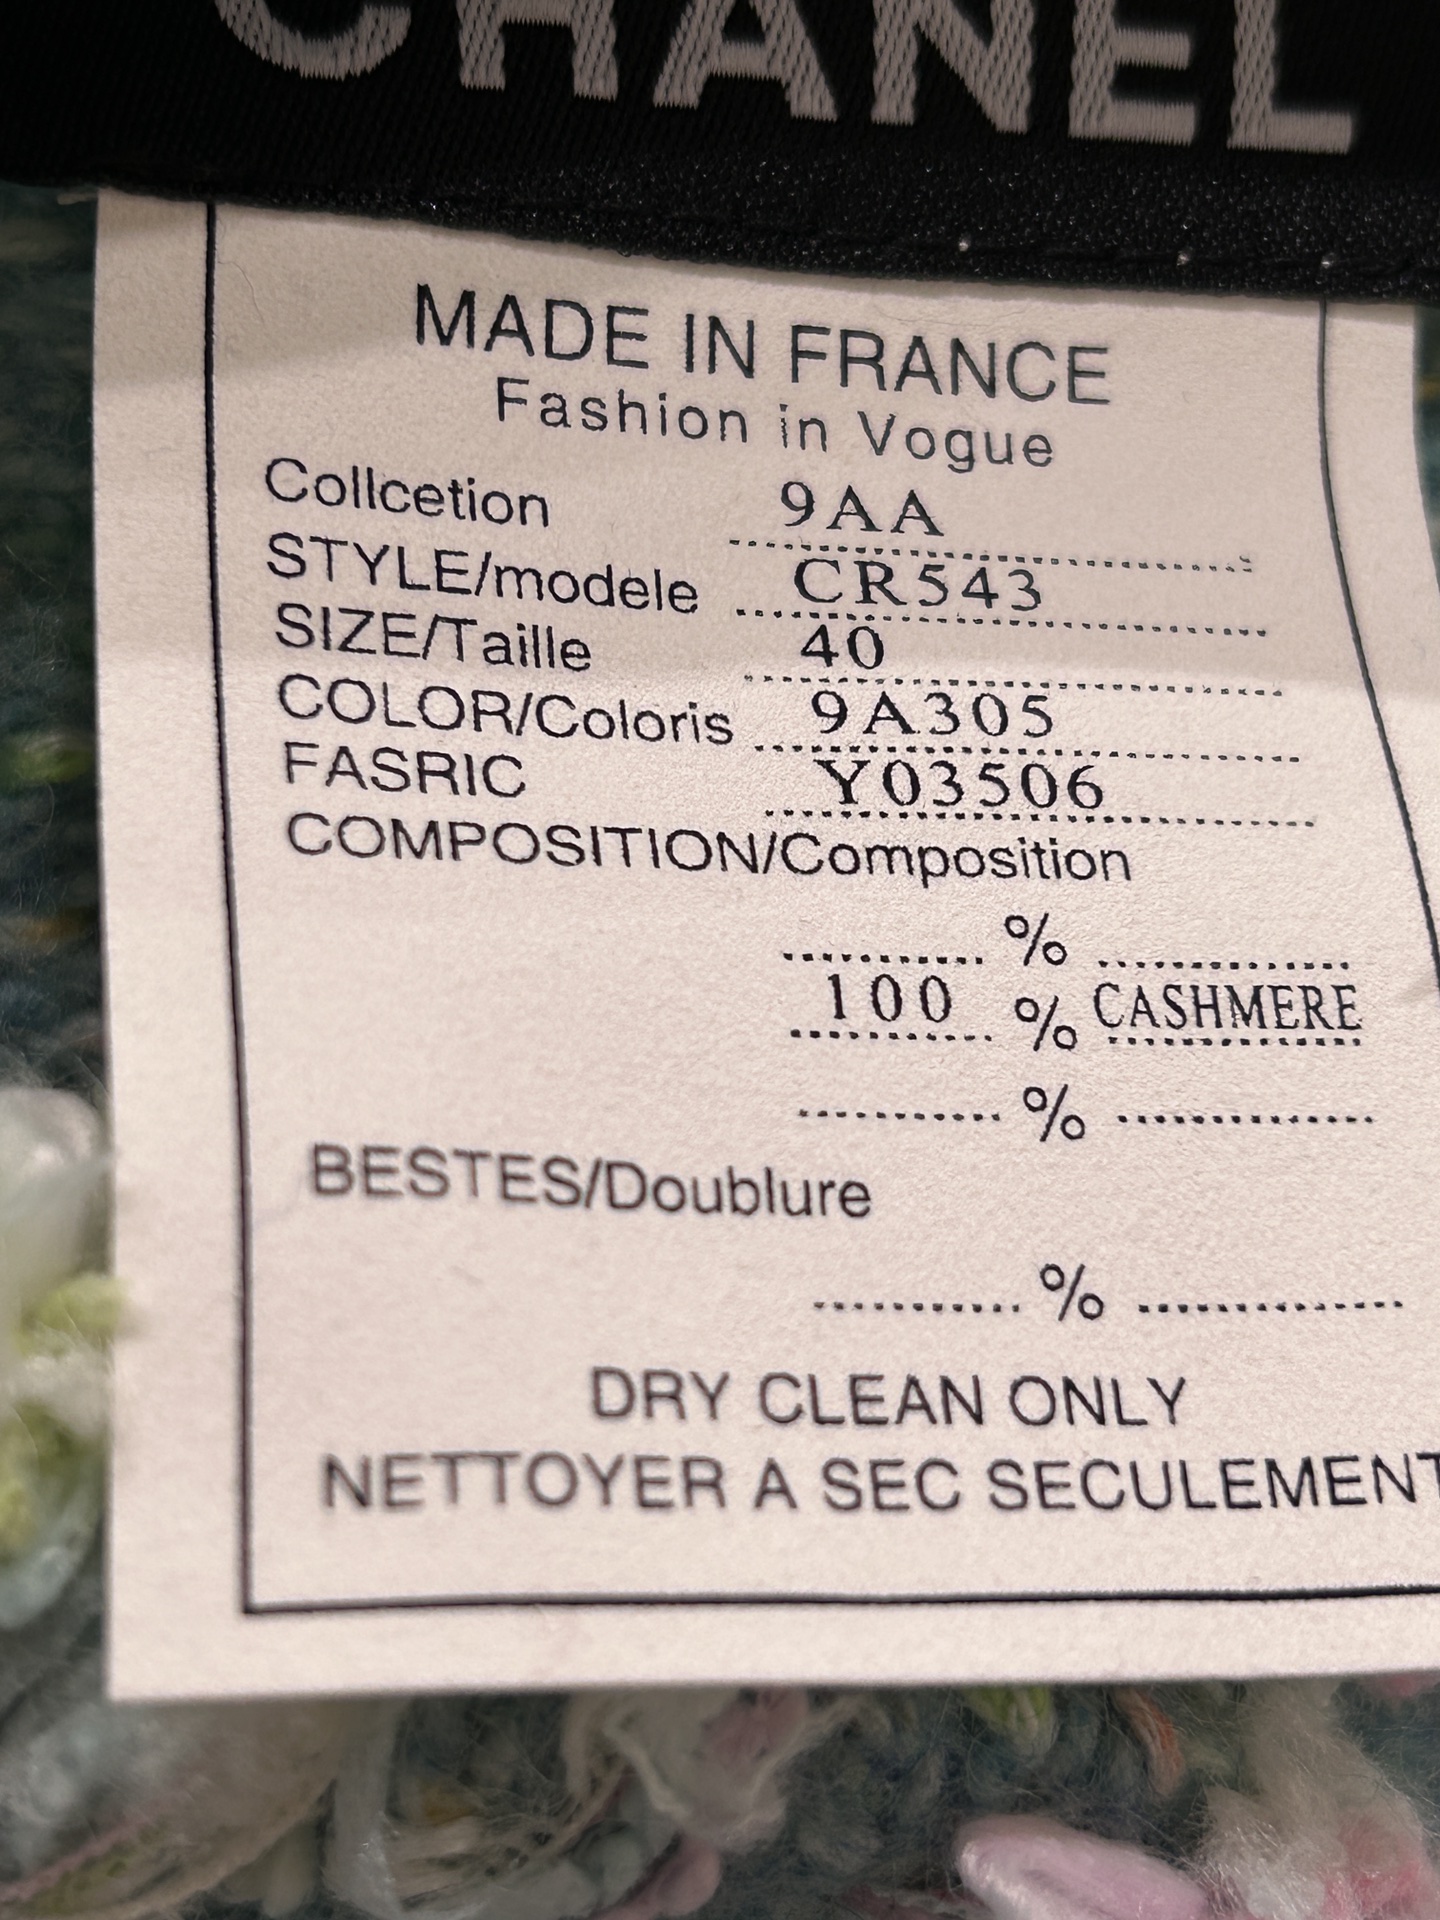 CHANEL
MADE IN FRANCE
Fashion in Vogue
Collcetion 9AA
STYLE/modele CR543
SIZE/Taille 40
COLOR/Coloris 9A305
FASRIC Y03506
COMPOSITION/Composition
%
100 % CASHMERE
%
BESTES/Doublure
%
DRY CLEAN ONLY
NETTOYER A SEC SECULEMENT